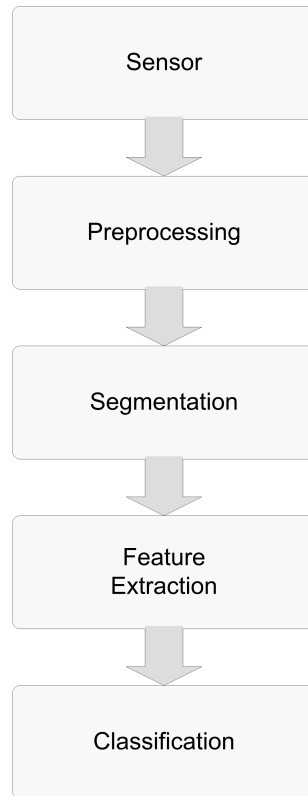 Sensor
Preprocessing
Segmentation
Feature
Extraction
Classification